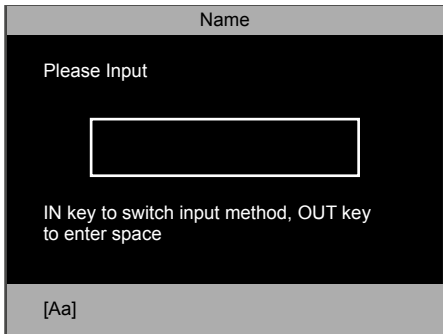 Name
Please Input
IN key to switch input method, OUT key
to enter space
[Aa]